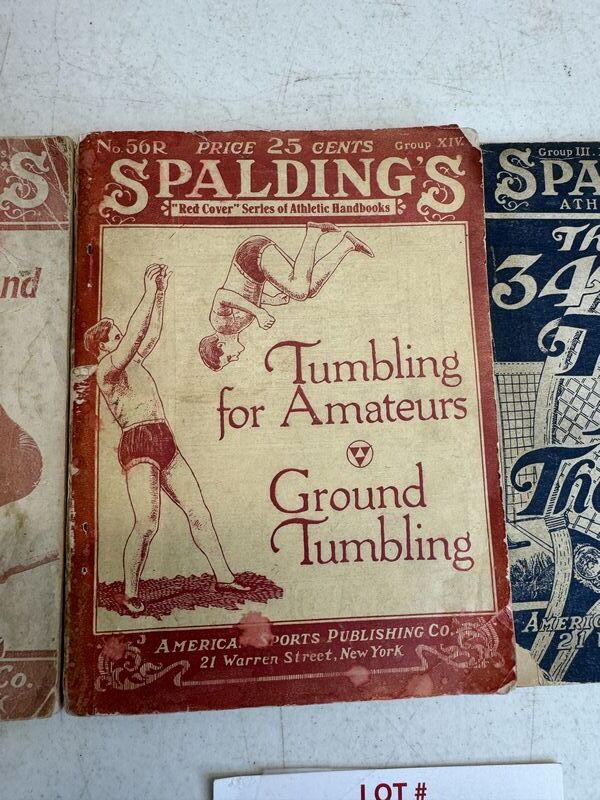 No. 56R PRICE 25 CENTS Group XIV.
SPALDING'S
"Red Cover" Series of Athletic Handbooks
Tumbling
for Amateurs
Ground
Tumbling
AMERICAN SPORTS PUBLISHING CO.
21 Warren Street, New York
'S
nd
Co.
Group III.
SPA
ATH
Th
34
T
The
AMERIC
21
LOT #